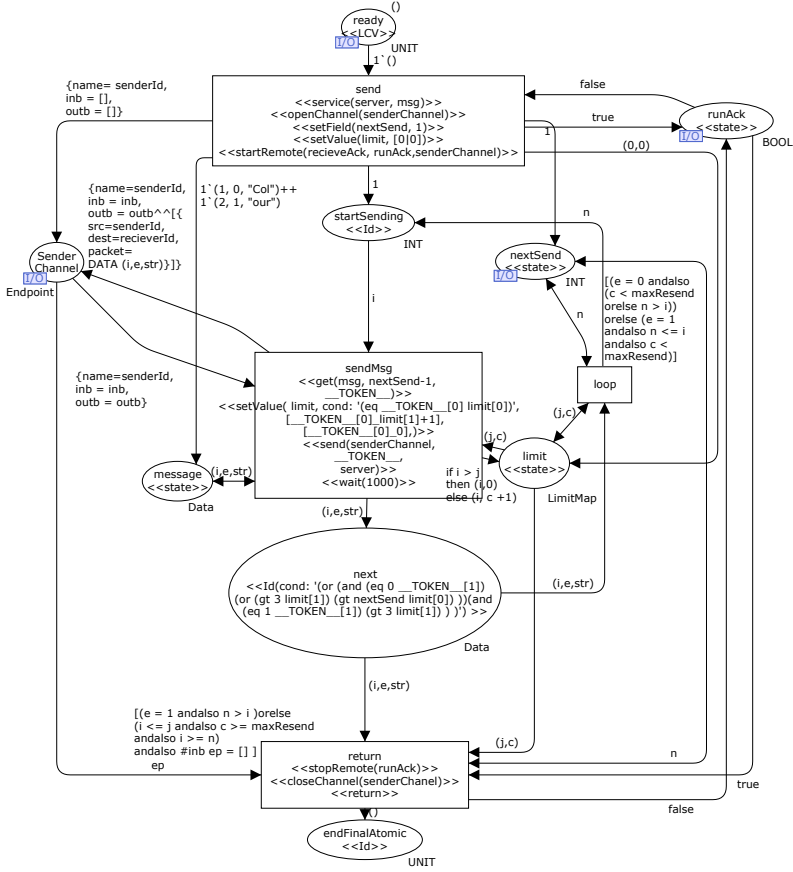 ()
ready
<<LCV>>
I/O
UNIT
1`()
{name= senderId,
inb = [],
outb = []}
send
<<service(server, msg)>>
<<openChannel(senderChannel)>>
<<setField(nextSend, 1)>>
<<setValue(limit, [0|0])>>
<<startRemote(recieveAck, runAck,senderChannel)>>
false
true
1
(0,0)
runAck
<<state>>
I/O
BOOL
{name=senderId,
inb = inb,
outb = outb^^[{
src=senderId,
dest=recieverId,
packet=
DATA (i,e,str)}]}
1`(1, 0, "Col")++
1`(2, 1, "our")
1
startSending
<<Id>>
INT
n
Sender
Channel
I/O
Endpoint
nextSend
<<state>>
I/O
INT
[(e = 0 andalso
(c < maxResend
orelse n > i))
orelse (e = 1
andalso n <= i
andalso c <
maxResend)]
i
n
{name=senderId,
inb = inb,
outb = outb}
sendMsg
<<get(msg, nextSend-1,
__TOKEN__)>>
<<setValue( limit, cond: '(eq __TOKEN__[0] limit[0])',
[__TOKEN__[0]_limit[1]+1],
[__TOKEN__[0]_0],)>>
<<send(senderChannel,
__TOKEN__,
server)>>
<<wait(1000)>>
loop
(j,c)
(j,c)
limit
<<state>>
LimitMap
if i > j
then (i,0)
else (i, c +1)
message
<<state>>
Data
(i,e,str)
(i,e,str)
next
<<Id(cond: '(or (and (eq 0 __TOKEN__[1])
(or (gt 3 limit[1]) (gt nextSend limit[0]) ))(and
(eq 1 __TOKEN__[1]) (gt 3 limit[1]) ) )') >>
Data
(i,e,str)
(i,e,str)
[(e = 1 andalso n > i )orelse
(i <= j andalso c >= maxResend
andalso i >= n)
andalso #inb ep = [] ]
ep
(j,c)
n
true
false
return
<<stopRemote(runAck)>>
<<closeChannel(senderChanel)>>
<<return>>
()
endFinalAtomic
<<Id>>
UNIT